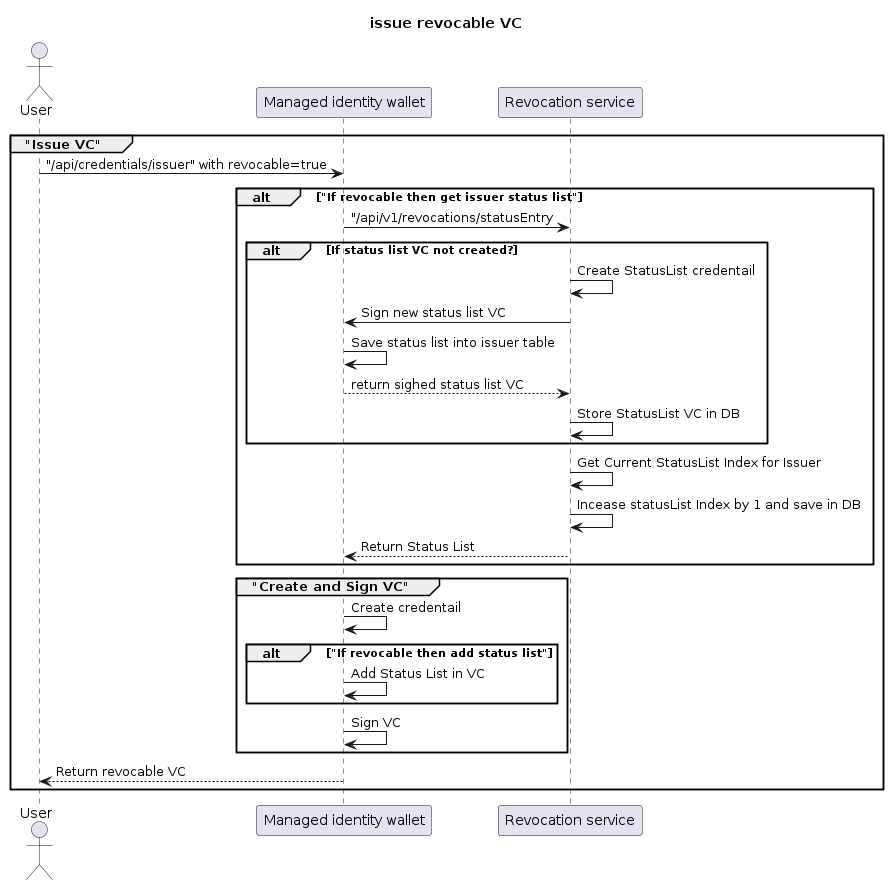 issue revocable VC
User
Managed identity wallet
Revocation service
"Issue VC"
"/api/credentials/issuer" with revocable=true
alt
["If revocable then get issuer status list"]
"/api/v1/revocations/statusEntry
alt
[If status list VC not created?]
Create StatusList credentail
Sign new status list VC
Save status list into issuer table
return sighed status list VC
Store StatusList VC in DB
Get Current StatusList Index for Issuer
Incease statusList Index by 1 and save in DB
Return Status List
"Create and Sign VC"
Create credentail
alt
["If revocable then add status list"]
Add Status List in VC
Sign VC
Return revocable VC
User
Managed identity wallet
Revocation service